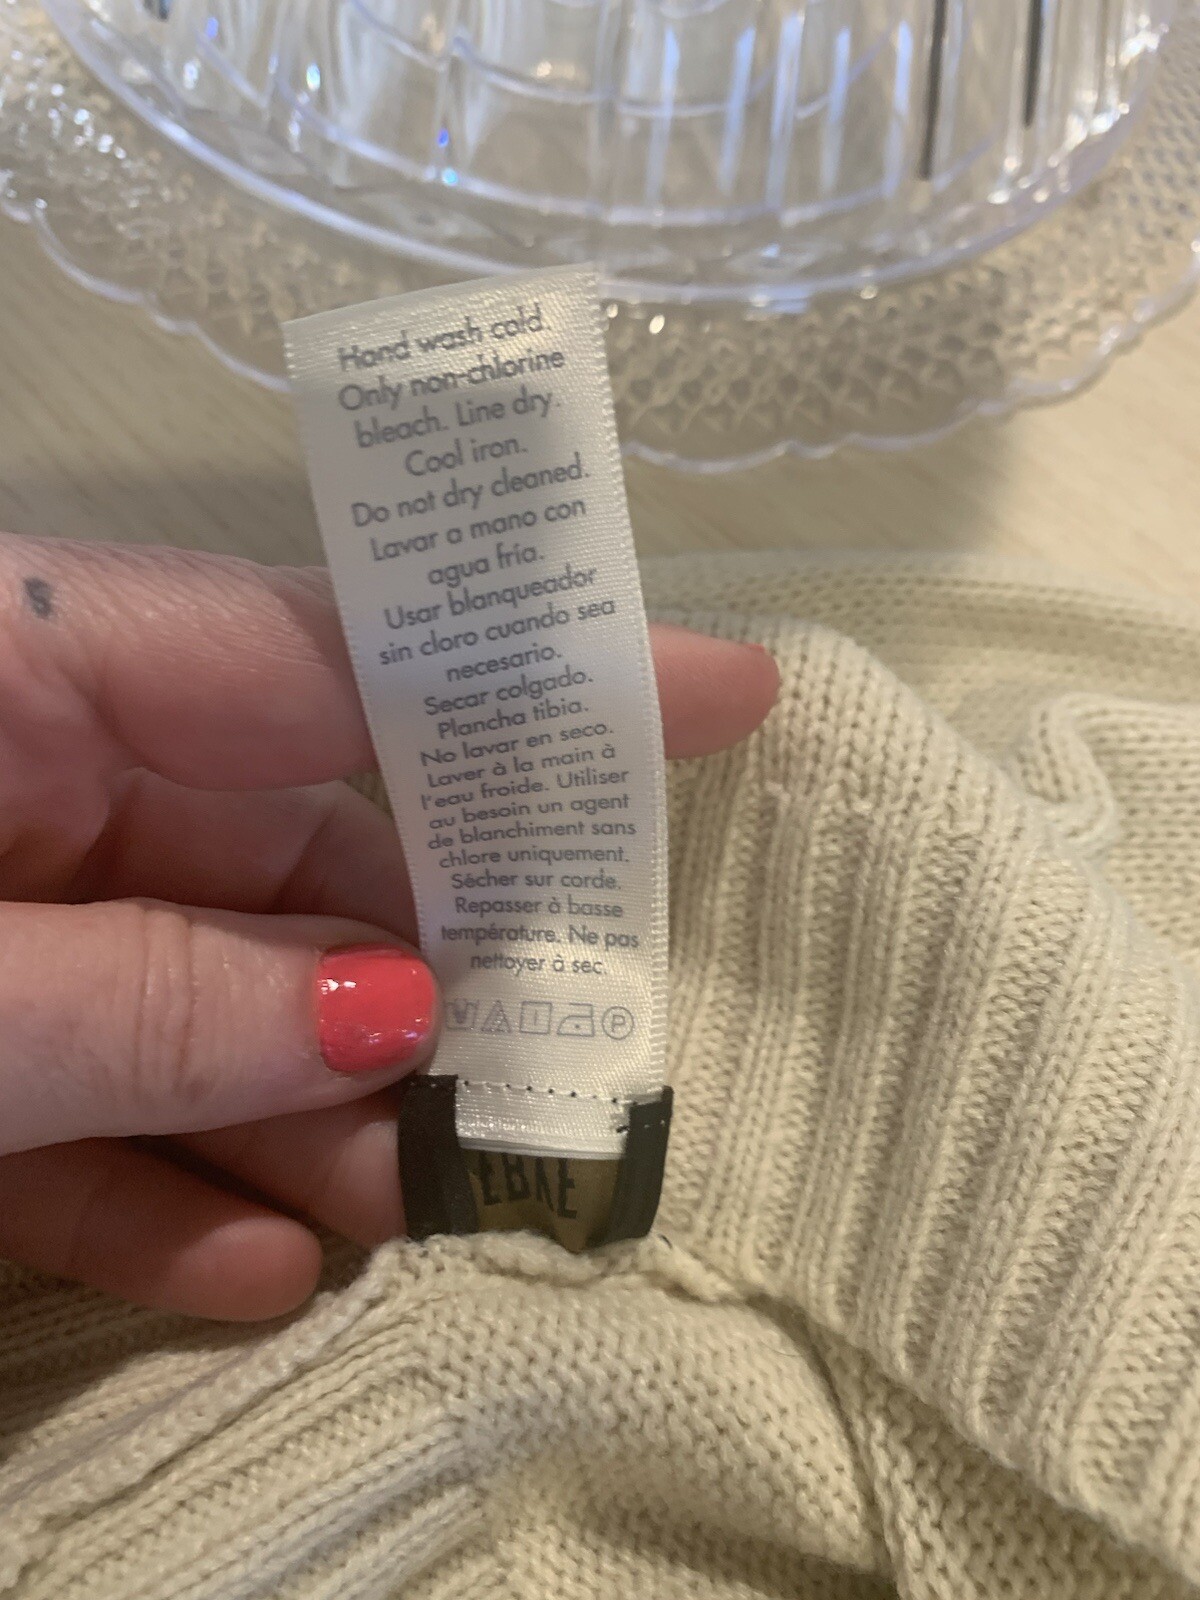 Hand wash cold.
Only non-chlorine
bleach. Line dry.
Cool iron.
Do not dry cleaned.
Lavar a mano con
agua fría.
Usar blanqueador
sin cloro cuando sea
necesario.
Secar colgado.
Plancha tibia.
No lavar en seco.
Laver à la main à
l'eau froide. Utiliser
au besoin un agent
de blanchiment sans
chlore uniquement.
Sécher sur corde.
Repasser à basse
température. Ne pas
nettoyer à sec.
P